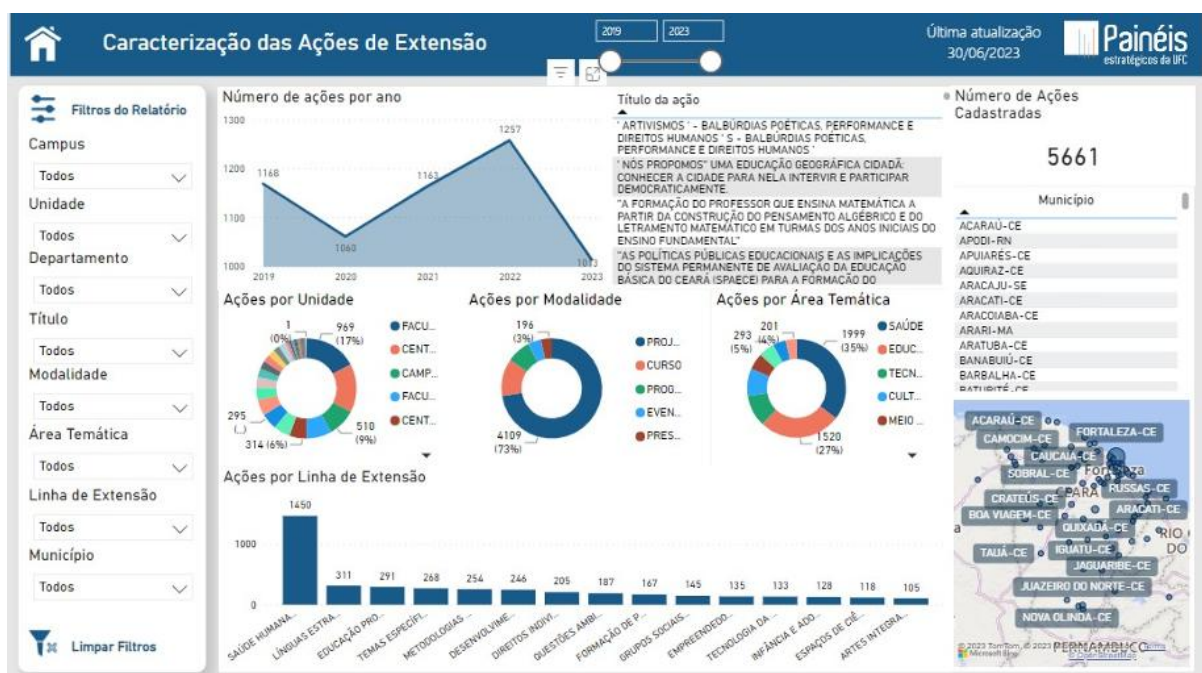 Caracterização das Ações de Extensão
2019
2023
Última atualização
30/06/2023
Painéis
estratégicos da UFC
Filtros do Relatório
Campus
Todos
Unidade
Todos
Departamento
Todos
Título
Todos
Modalidade
Todos
Área Temática
Todos
Linha de Extensão
Todos
Município
Todos
Limpar Filtros
Número de ações por ano
1300
1200
1100
1000
1168
1060
1163
1257
1013
2019
2020
2021
2022
2023
Título da ação
' ARTIVISMOS ' - BALBÚRDIAS POÉTICAS, PERFORMANCE E
DIREITOS HUMANOS ' S - BALBÚRDIAS POÉTICAS,
PERFORMANCE E DIREITOS HUMANOS '
' NÓS PROPOMOS" UMA EDUCAÇÃO GEOGRÁFICA CIDADÃ:
CONHECER A CIDADE PARA NELA INTERVIR E PARTICIPAR
DEMOCRATICAMENTE.
"A FORMAÇÃO DO PROFESSOR QUE ENSINA MATEMÁTICA A
PARTIR DA CONSTRUÇÃO DO PENSAMENTO ALGÉBRICO E DO
LETRAMENTO MATEMÁTICO EM TURMAS DOS ANOS INICIAIS DO
ENSINO FUNDAMENTAL"
"AS POLÍTICAS PÚBLICAS EDUCACIONAIS E AS IMPLICAÇÕES
DO SISTEMA PERMANENTE DE AVALIAÇÃO DA EDUCAÇÃO
BÁSICA DO CEARÁ (SPAECE) PARA A FORMAÇÃO DO
Número de Ações
Cadastradas
5661
Município
ACARAÚ-CE
APODI-RN
APUIARÉS-CE
AQUIRAZ-CE
ARACAJU-SE
ARACATI-CE
ARACOIABA-CE
ARARI-MA
ARATUBA-CE
BANABUIÚ-CE
BARBALHA-CE
BATURITÉ-CE
Ações por Unidade
1
(0%)
969
(17%)
510
(9%)
314 (6%)
295
(...)
FACU...
CENT...
CAMP...
FACU...
CENT...
Ações por Modalidade
196
(3%)
4109
(73%)
PROJ...
CURSO
PROG...
EVEN...
PRES...
Ações por Área Temática
293
(5%)
201
(4%)
1999
(35%)
1520
(27%)
SAÚDE
EDUC...
TECN...
CULT...
MEIO ...
Ações por Linha de Extensão
1000
0
1450
311
291
268
254
246
205
187
167
145
135
133
128
118
105
SAÚDE HUMANA...
LÍNGUAS ESTRA...
EDUCAÇÃO PRO...
TEMAS ESPECÍFI...
METODOLOGIAS ...
DESENVOLVIME...
DIREITOS INDIVI...
QUESTÕES AMBI...
FORMAÇÃO DE P...
GRUPOS SOCIAIS...
EMPREENDEDO...
TECNOLOGIA DA ...
INFÂNCIA E ADO...
ESPAÇOS DE CIÊ...
ARTES INTEGRA...
ACARAÚ-CE
FORTALEZA-CE
CAMOCIM-CE
CAUCAIA-CE
SOBRAL-CE
Fortaleza
CEARÁ
RUSSAS-CE
CRATEÚS-CE
ARACATI-CE
BOA VIAGEM-CE
QUIXADÁ-CE
RIO
DO
TAUÁ-CE
IGUATU-CE
JAGUARIBE-CE
JUAZEIRO DO NORTE-CE
NOVA OLINDA-CE
PERNAMBUCO
© 2023 TomTom, © 2023
Microsoft Bing
© OpenStreetMap